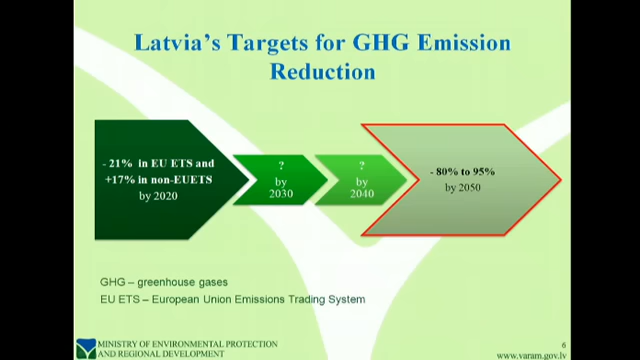 Latvia's Targets for GHG Emission
Reduction
- 21% in EU ETS and
+17% in non-EUETS
by 2020
?
by
2030
?
by
2040
- 80% to 95%
by 2050
GHG – greenhouse gases
EU ETS – European Union Emissions Trading System
MINISTRY OF ENVIRONMENTAL PROTECTION
AND REGIONAL DEVELOPMENT
6
www.varam.gov.lv